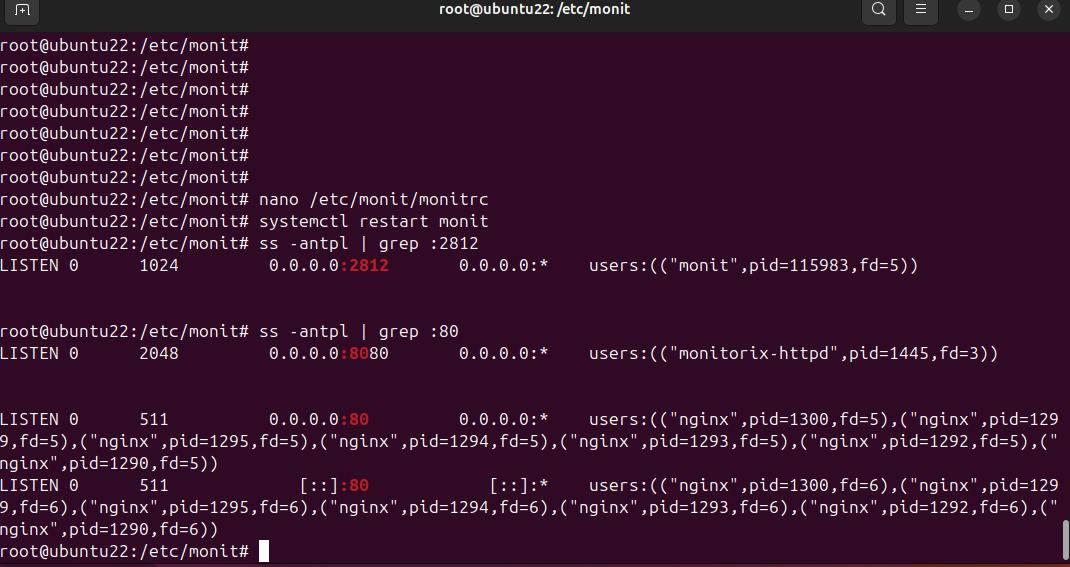 root@ubuntu22: /etc/monit
root@ubuntu22:/etc/monit#
root@ubuntu22:/etc/monit#
root@ubuntu22:/etc/monit#
root@ubuntu22:/etc/monit#
root@ubuntu22:/etc/monit#
root@ubuntu22:/etc/monit#
root@ubuntu22:/etc/monit#
root@ubuntu22:/etc/monit# nano /etc/monit/monitrc
root@ubuntu22:/etc/monit# systemctl restart monit
root@ubuntu22:/etc/monit# ss -antpl | grep :2812
LISTEN 0      1024         0.0.0.0:2812       0.0.0.0:*    users:(("monit",pid=115983,fd=5))
root@ubuntu22:/etc/monit# ss -antpl | grep :80
LISTEN 0      2048         0.0.0.0:8080       0.0.0.0:*    users:(("monitorix-httpd",pid=1445,fd=3))
LISTEN 0      511          0.0.0.0:80         0.0.0.0:*    users:(("nginx",pid=1300,fd=5),("nginx",pid=129
9,fd=5),("nginx",pid=1295,fd=5),("nginx",pid=1294,fd=5),("nginx",pid=1293,fd=5),("nginx",pid=1292,fd=5),("
nginx",pid=1290,fd=5))
LISTEN 0      511             [::]:80            [::]:*    users:(("nginx",pid=1300,fd=6),("nginx",pid=129
9,fd=6),("nginx",pid=1295,fd=6),("nginx",pid=1294,fd=6),("nginx",pid=1293,fd=6),("nginx",pid=1292,fd=6),("
nginx",pid=1290,fd=6))
root@ubuntu22:/etc/monit#